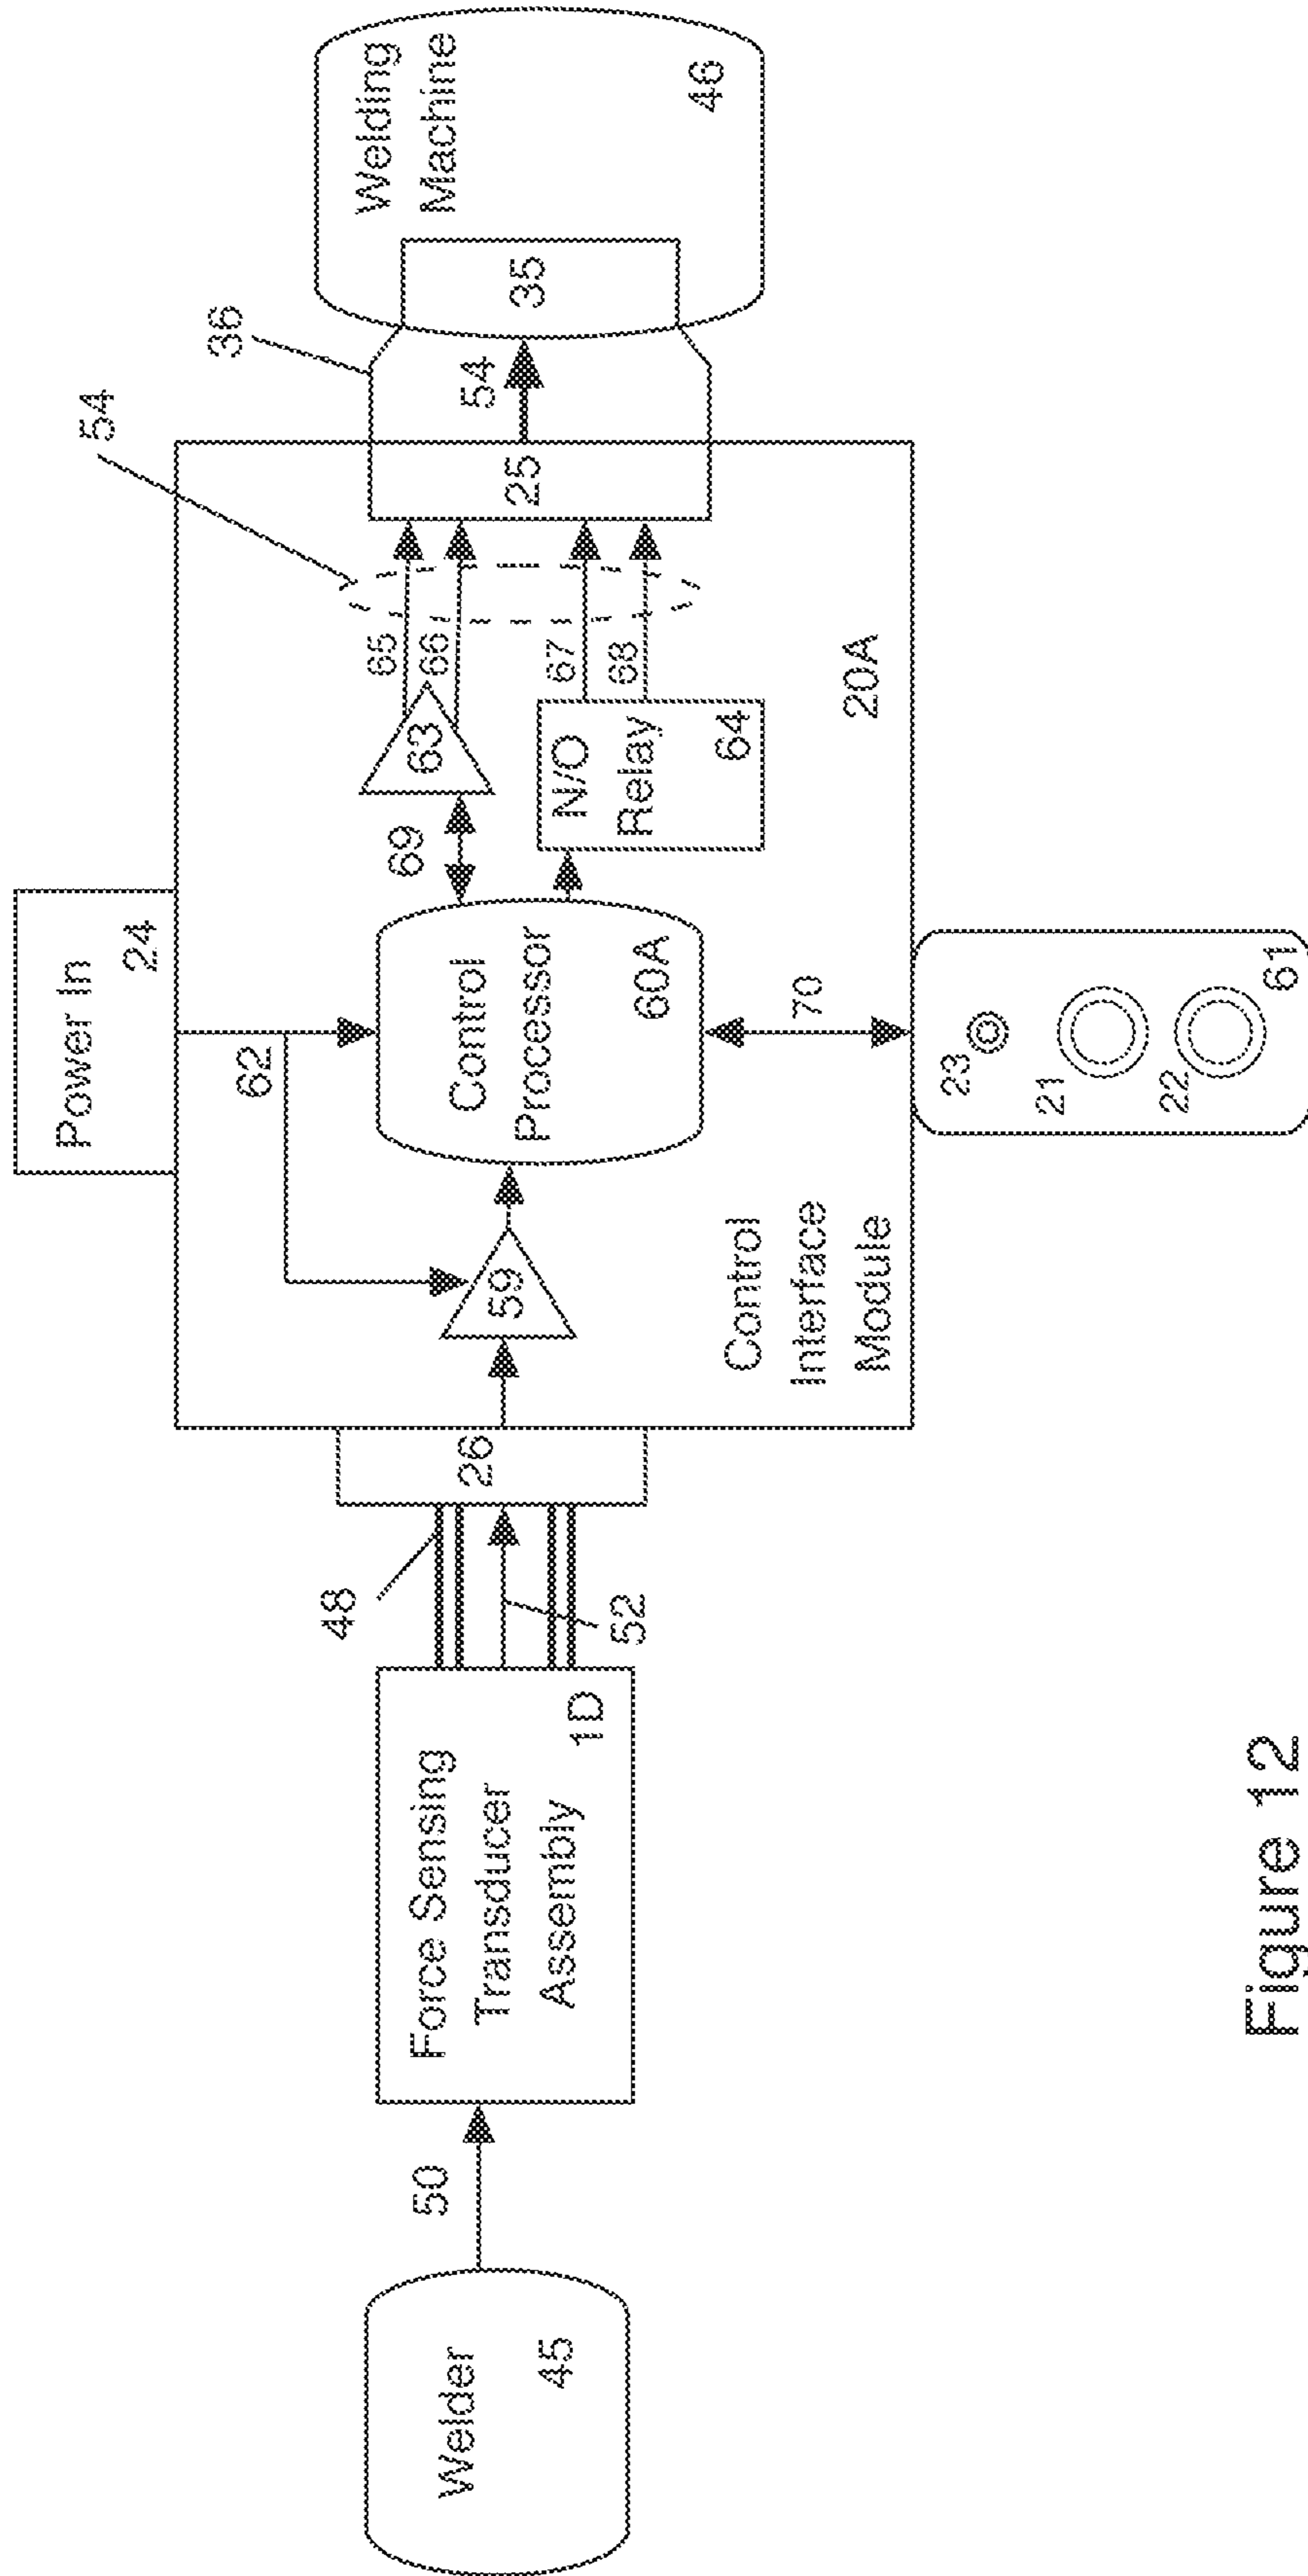 Welder
45
50
Force Sensing
Transducer
Assembly
1D
48
52
26
Power In
24
62
59
Control
Processor
60A
69
63
N/O
Relay
64
65
66
67
68
54
25
36
54
35
Welding
Machine
46
Control
Interface
Module
20A
70
23
21
22
61
Figure 12